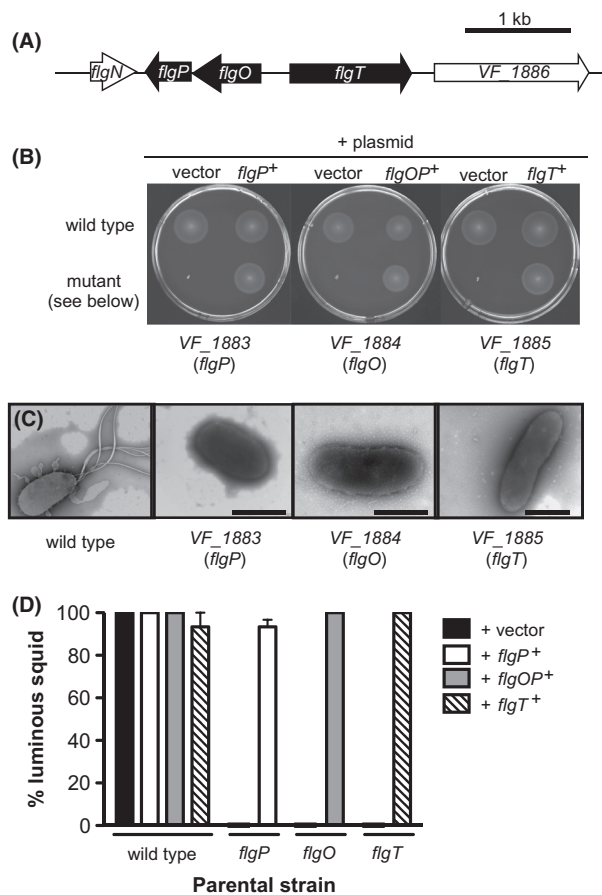 (A)
1 kb
flgN flgP flgO flgT VF_1886
(B)
+ plasmid
vector flgP+ vector flgOP+ vector flgT+
wild type
mutant
(see below)
VF_1883 VF_1884 VF_1885
(flgP) (flgO) (flgT)
(C)
wild type VF_1883 VF_1884 VF_1885
(flgP) (flgO) (flgT)
(D)
% luminous squid
100
80
60
40
20
0
+ vector
+ flgP+
+ flgOP+
+ flgT+
wild type flgP flgO flgT
Parental strain